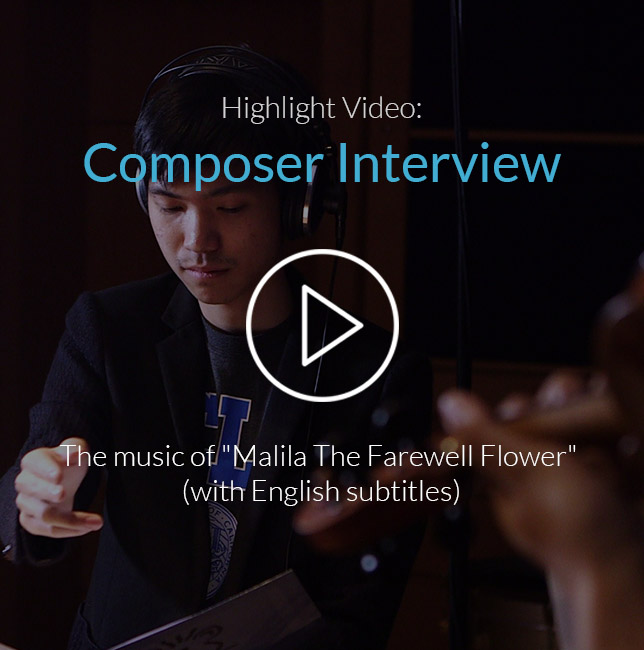 Highlight Video:
Composer Interview
The music of "Malila The Farewell Flower"
(with English subtitles)